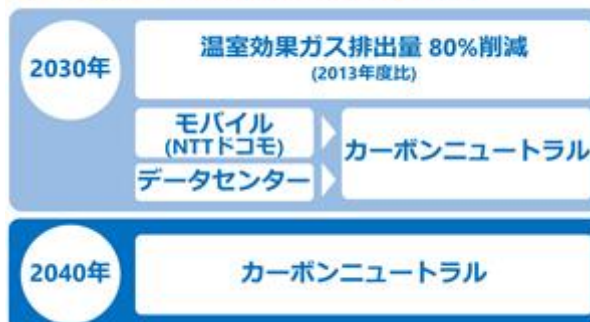 2030年
温室効果ガス排出量 80%削減
(2013年度比)
モバイル
(NTTドコモ)
データセンター
カーボンニュートラル
2040年
カーボンニュートラル